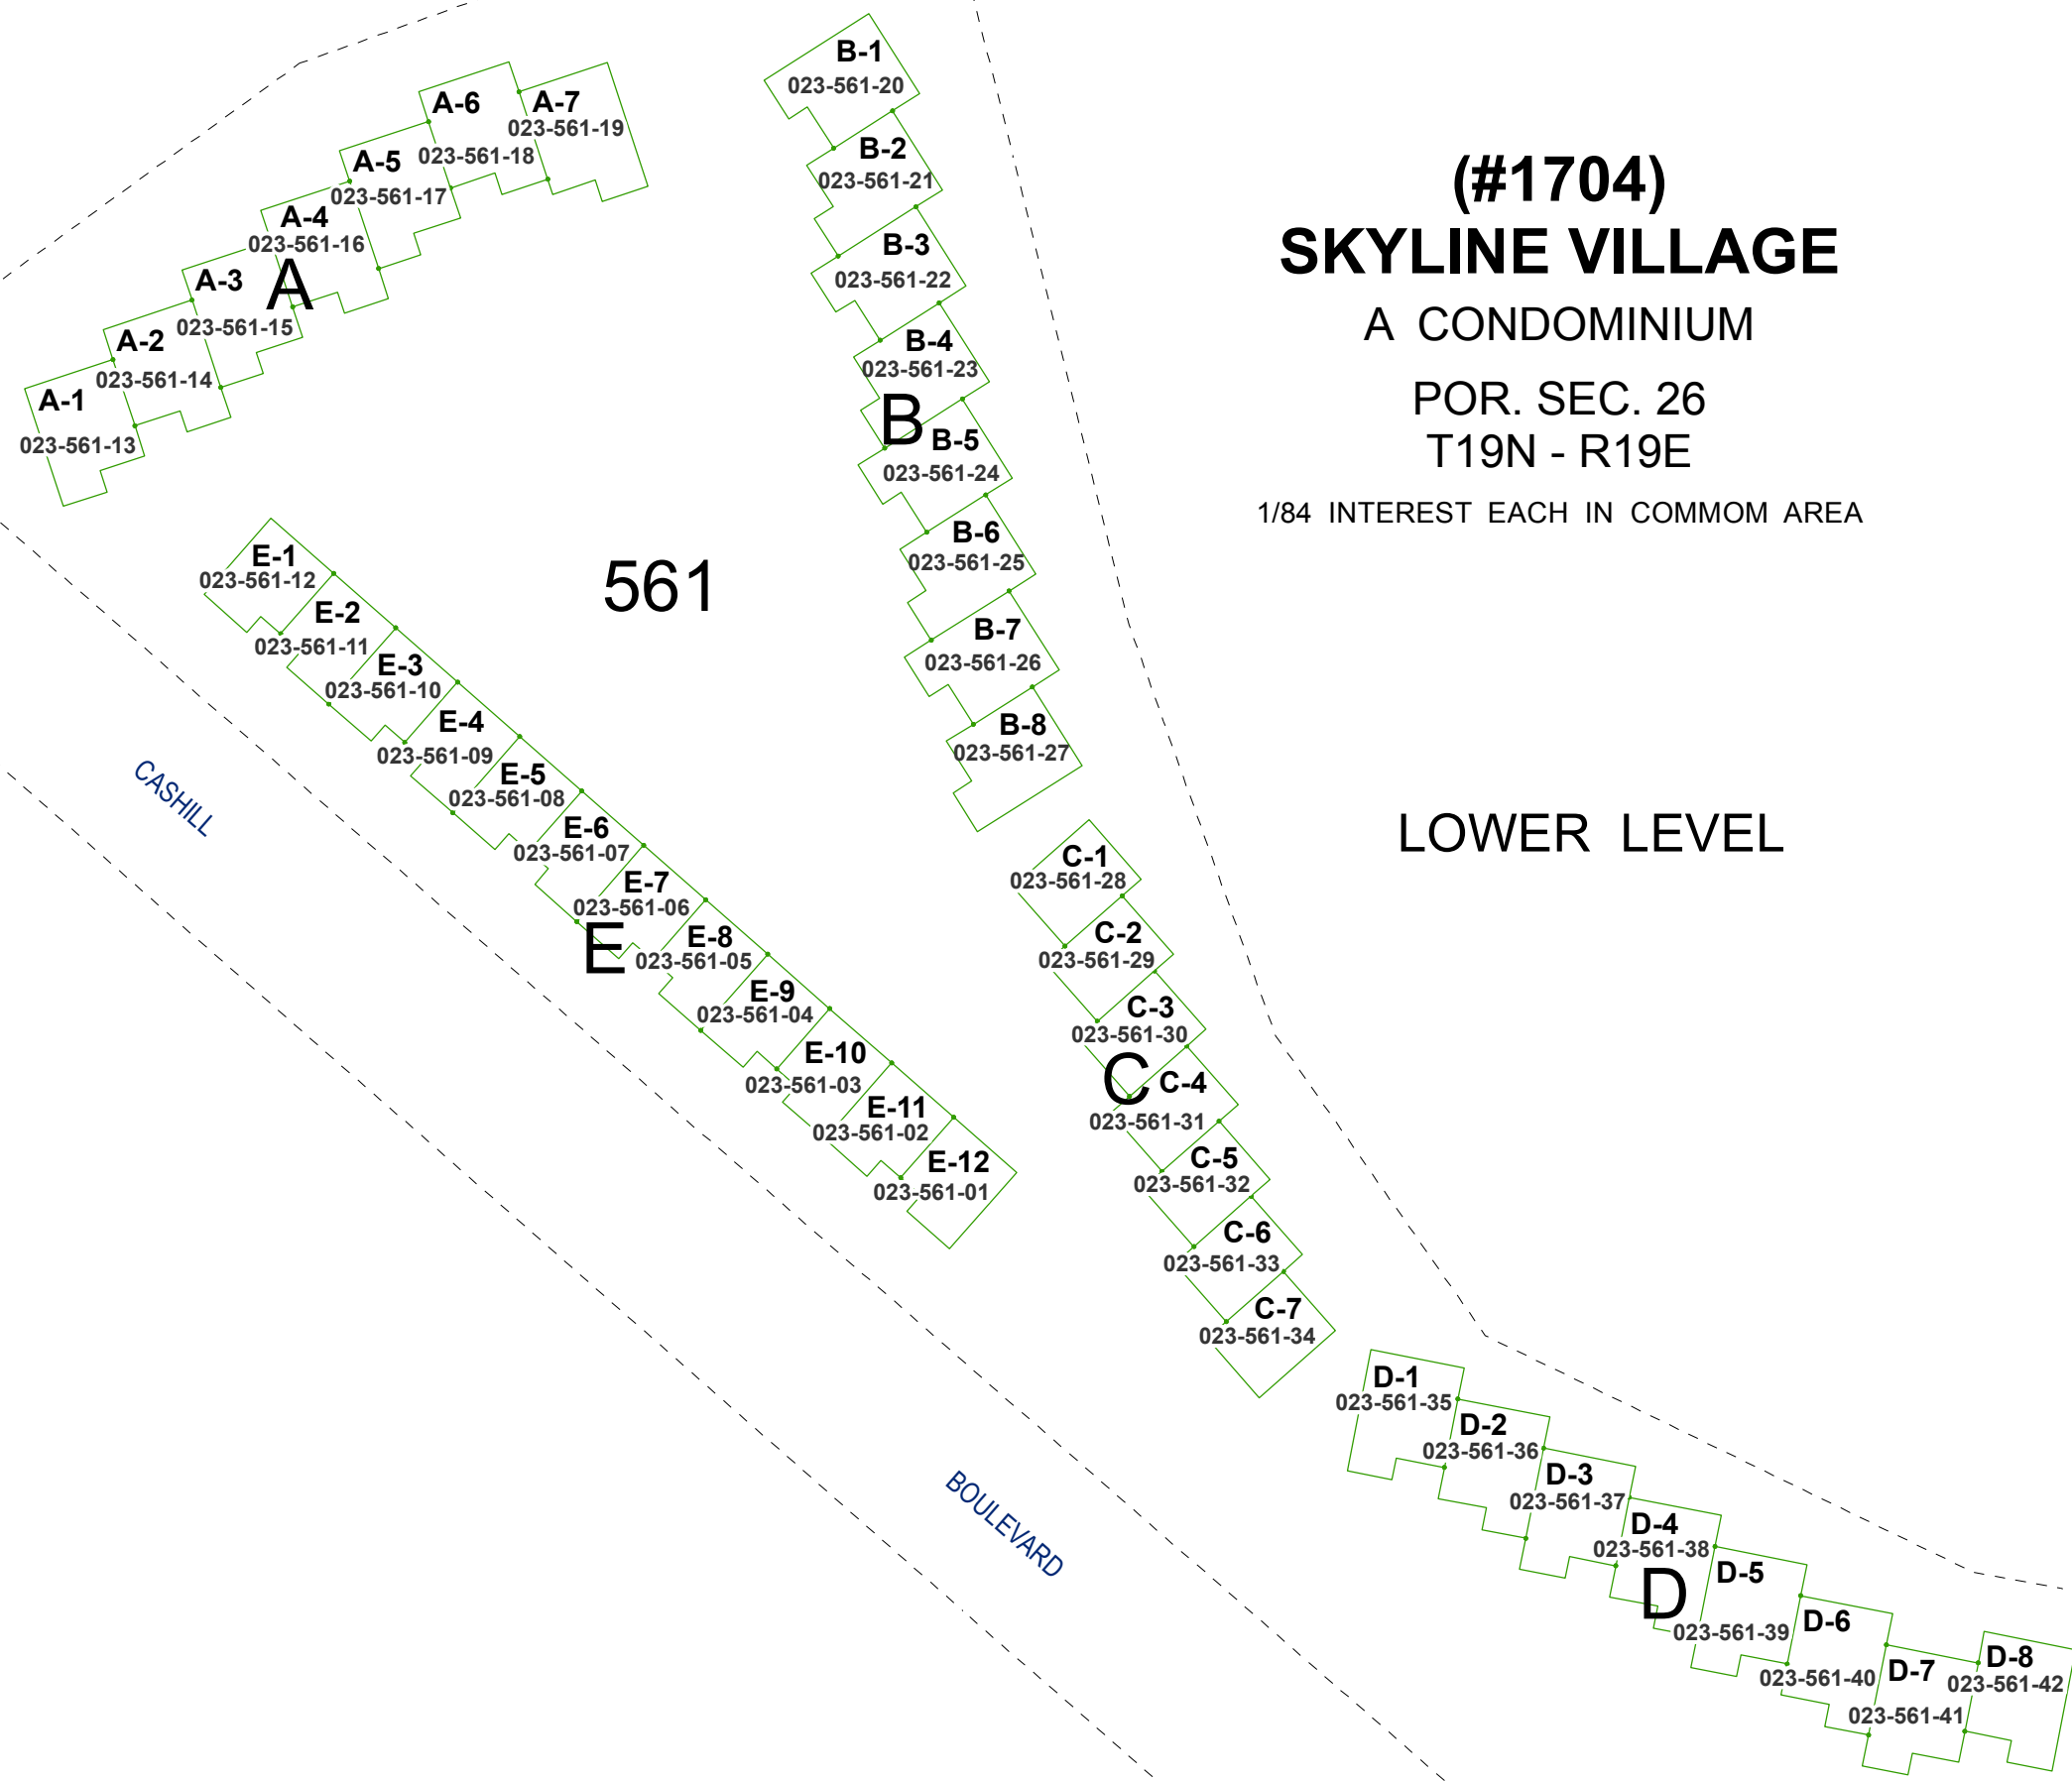 (#1704)
SKYLINE VILLAGE
A CONDOMINIUM
POR. SEC. 26
T19N - R19E
1/84 INTEREST EACH IN COMMOM AREA
LOWER LEVEL
561
A
A-1
023-561-13
A-2
023-561-14
A-3
023-561-15
A-4
023-561-16
A-5
023-561-17
A-6
023-561-18
A-7
023-561-19
B
B-1
023-561-20
B-2
023-561-21
B-3
023-561-22
B-4
023-561-23
B-5
023-561-24
B-6
023-561-25
B-7
023-561-26
B-8
023-561-27
C
C-1
023-561-28
C-2
023-561-29
C-3
023-561-30
C-4
023-561-31
C-5
023-561-32
C-6
023-561-33
C-7
023-561-34
D
D-1
023-561-35
D-2
023-561-36
D-3
023-561-37
D-4
023-561-38
D-5
023-561-39
D-6
023-561-40
D-7
023-561-41
D-8
023-561-42
E
E-1
023-561-12
E-2
023-561-11
E-3
023-561-10
E-4
023-561-09
E-5
023-561-08
E-6
023-561-07
E-7
023-561-06
E-8
023-561-05
E-9
023-561-04
E-10
023-561-03
E-11
023-561-02
E-12
023-561-01
CASHILL
BOULEVARD